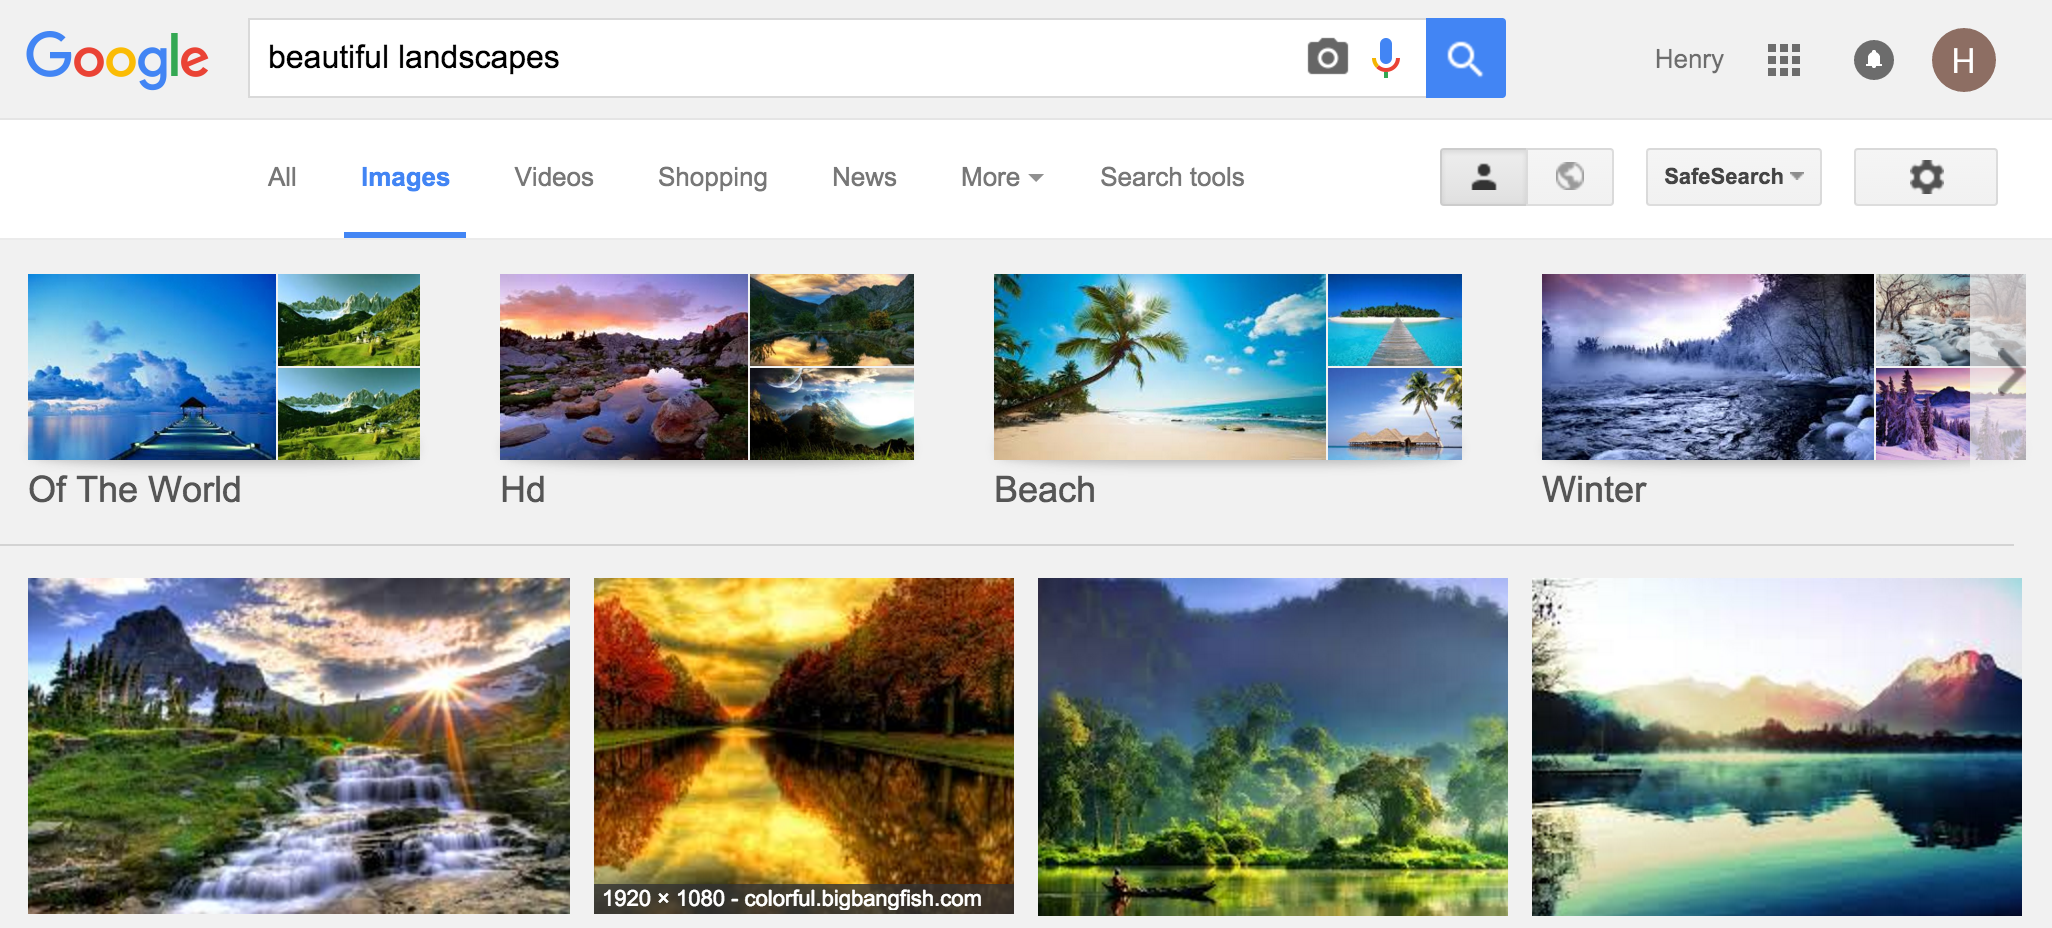 Google
beautiful landscapes
Henry
H
All
Images
Videos
Shopping
News
More
Search tools
SafeSearch
Of The World
Hd
Beach
Winter
1920 × 1080 - colorful.bigbangfish.com